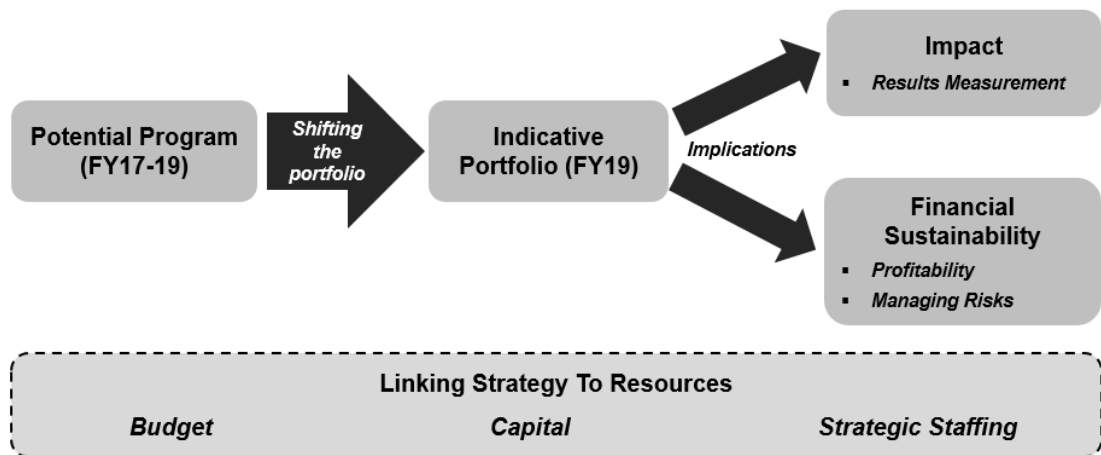 Potential Program
(FY17-19)
Shifting
the
portfolio
Indicative
Portfolio (FY19)
Implications
Impact
▪ Results Measurement
Financial
Sustainability
▪ Profitability
▪ Managing Risks
Linking Strategy To Resources
Budget Capital Strategic Staffing